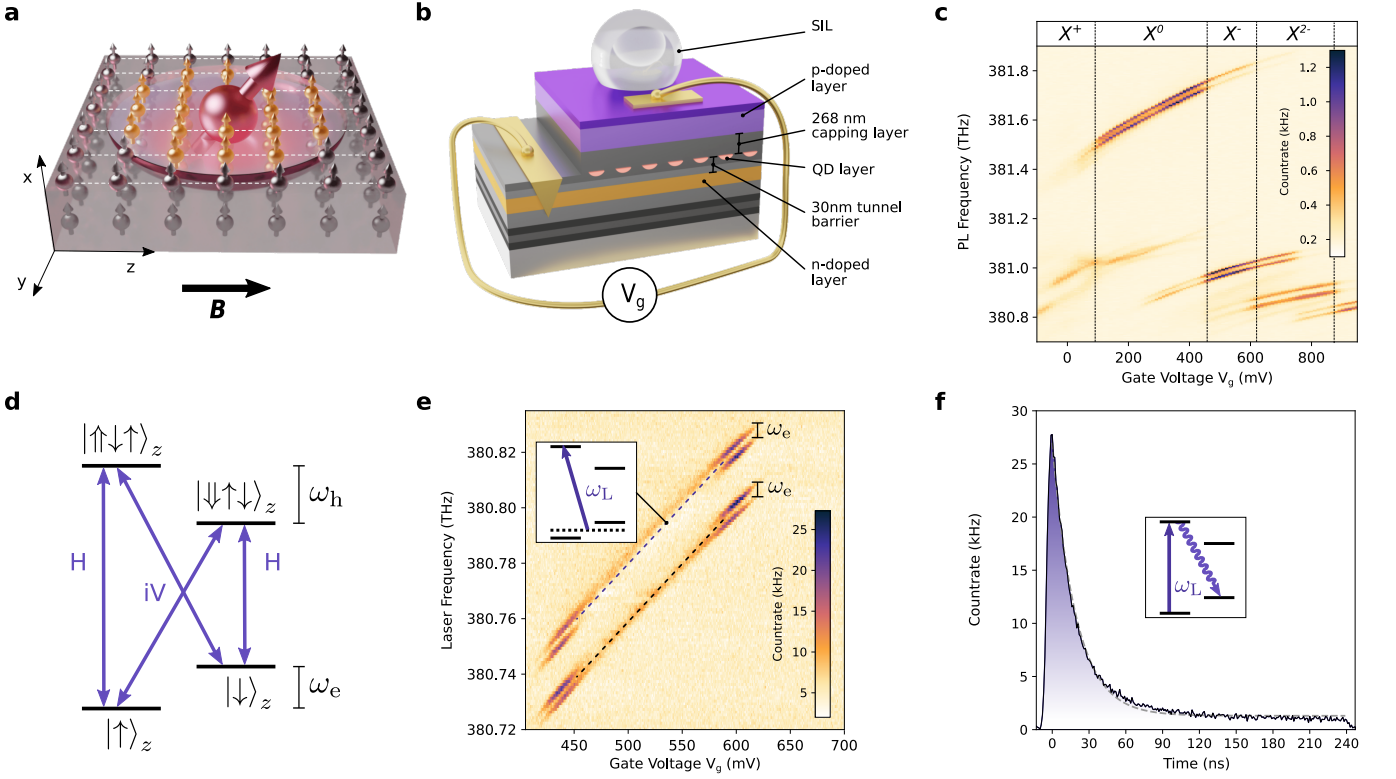 a
x
y
z
B
b
SIL
p-doped
layer
268 nm
capping layer
QD layer
30nm tunnel
barrier
n-doped
layer
V_g
c
X⁺
X⁰
X⁻
X²⁻
PL Frequency (THz)
381.8
381.6
381.4
381.2
381.0
380.8
0
200
400
600
800
Gate Voltage V_g (mV)
Countrate (kHz)
1.2
1.0
0.8
0.6
0.4
0.2
d
|⇑↓↑⟩_z
|⇓↑↓⟩_z
ω_h
H
iV
H
|↓⟩_z
ω_e
|↑⟩_z
e
Laser Frequency (THz)
380.82
380.80
380.78
380.76
380.74
380.72
450
500
550
600
650
700
Gate Voltage V_g (mV)
ω_L
ω_e
ω_e
Countrate (kHz)
25
20
15
10
5
f
Countrate (kHz)
30
25
20
15
10
5
0
0
30
60
90
120
150
180
210
240
Time (ns)
ω_L